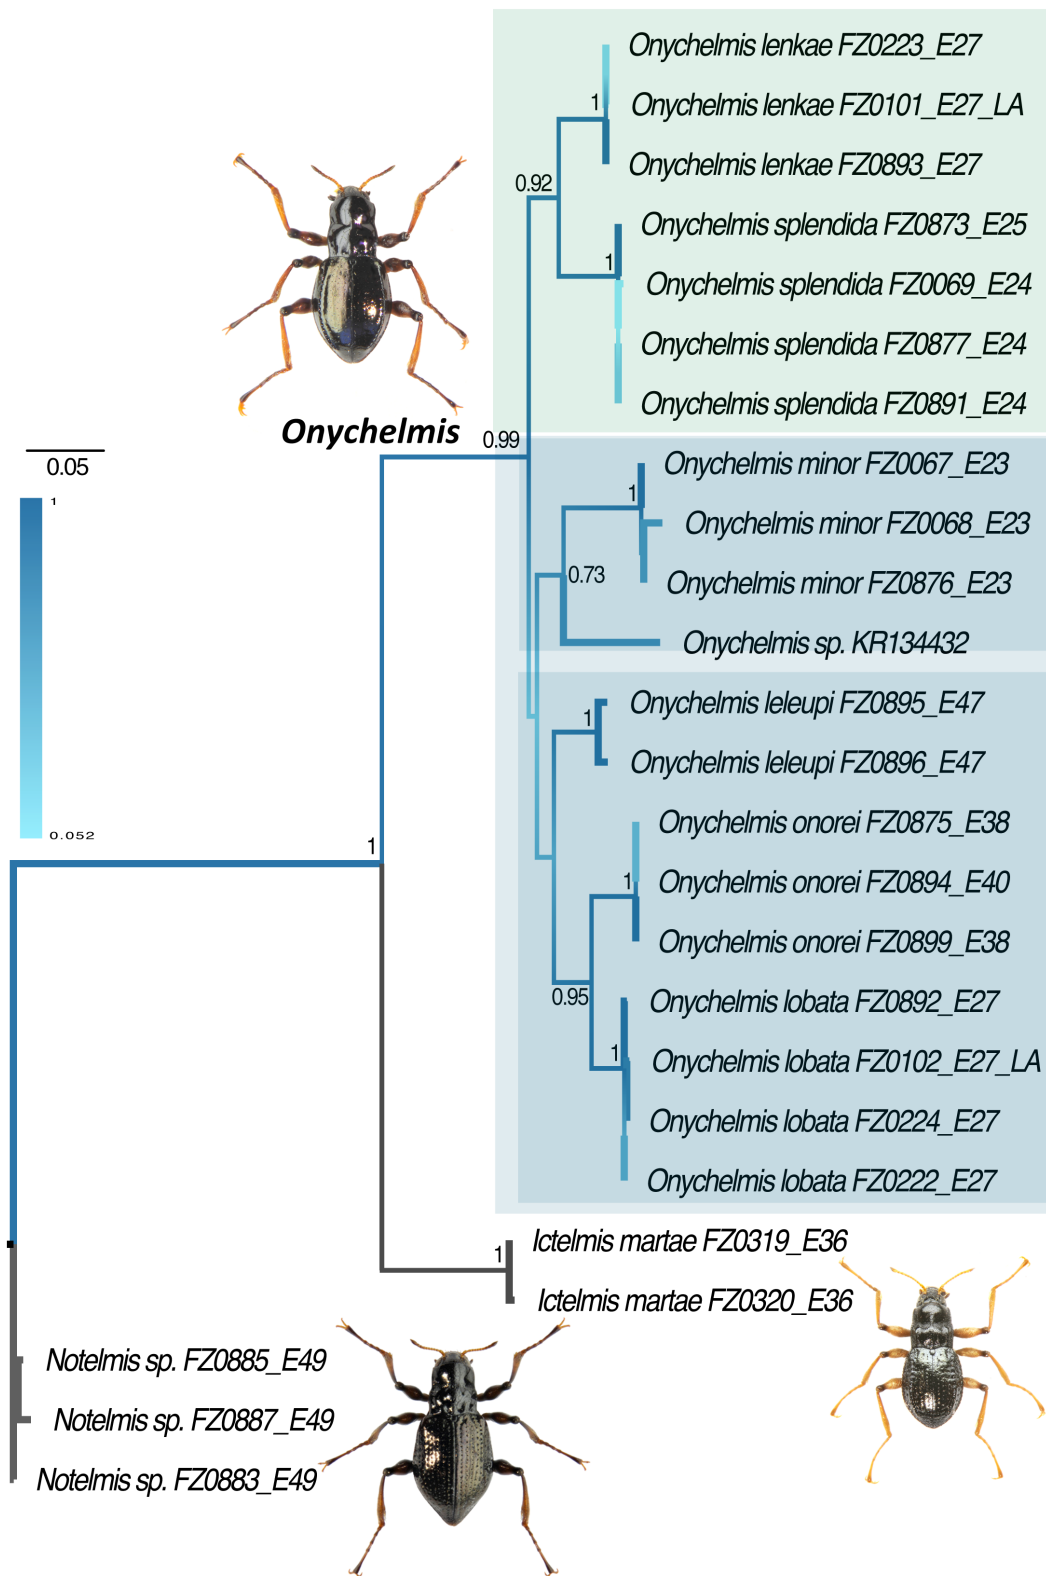 Onychelmis lenkae FZ0223_E27
1
Onychelmis lenkae FZ0101_E27_LA
Onychelmis lenkae FZ0893_E27
0.92
Onychelmis splendida FZ0873_E25
1
Onychelmis splendida FZ0069_E24
Onychelmis splendida FZ0877_E24
Onychelmis splendida FZ0891_E24
Onychelmis
0.99
0.05
Onychelmis minor FZ0067_E23
1
1
Onychelmis minor FZ0068_E23
0.73
Onychelmis minor FZ0876_E23
Onychelmis sp. KR134432
Onychelmis leleupi FZ0895_E47
1
Onychelmis leleupi FZ0896_E47
Onychelmis onorei FZ0875_E38
0.052
1
1
Onychelmis onorei FZ0894_E40
Onychelmis onorei FZ0899_E38
0.95
Onychelmis lobata FZ0892_E27
1
Onychelmis lobata FZ0102_E27_LA
Onychelmis lobata FZ0224_E27
Onychelmis lobata FZ0222_E27
Ictelmis martae FZ0319_E36
1
Ictelmis martae FZ0320_E36
Notelmis sp. FZ0885_E49
Notelmis sp. FZ0887_E49
Notelmis sp. FZ0883_E49